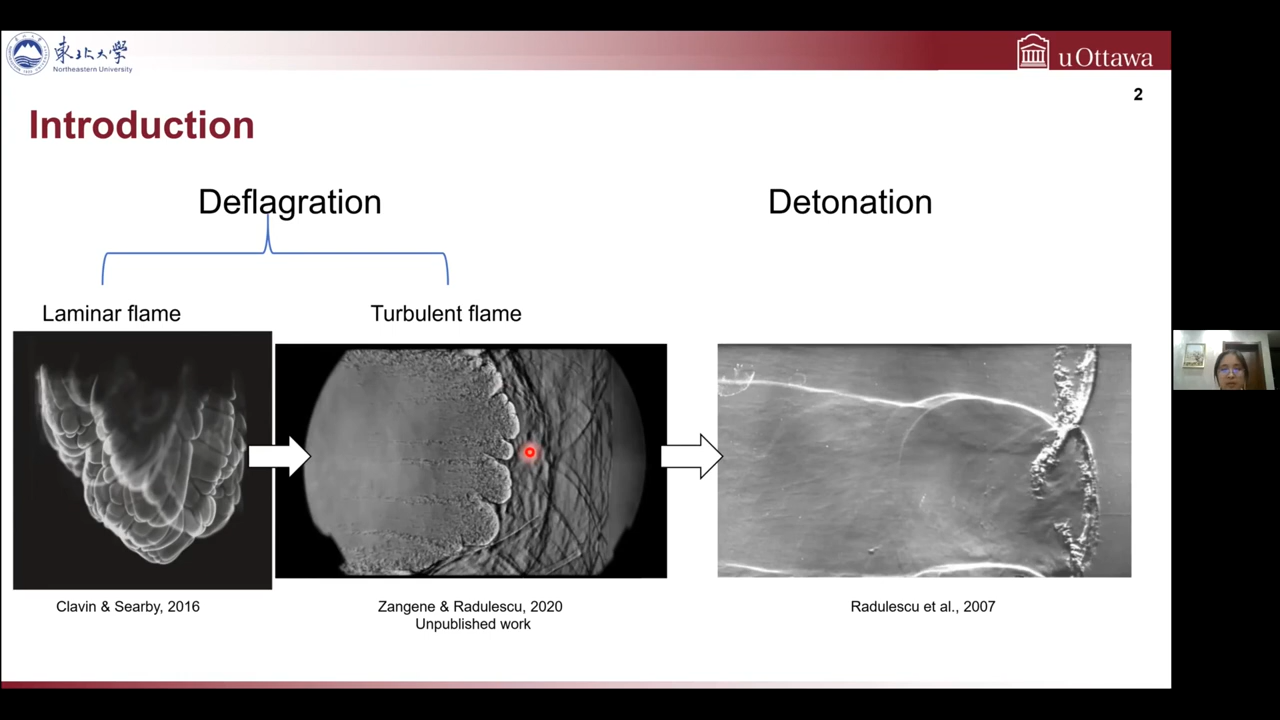 東北大学
Northeastern University
uOttawa
2
Introduction
Deflagration
Detonation
Laminar flame
Turbulent flame
Clavin & Searby, 2016
Zangene & Radulescu, 2020
Unpublished work
Radulescu et al., 2007